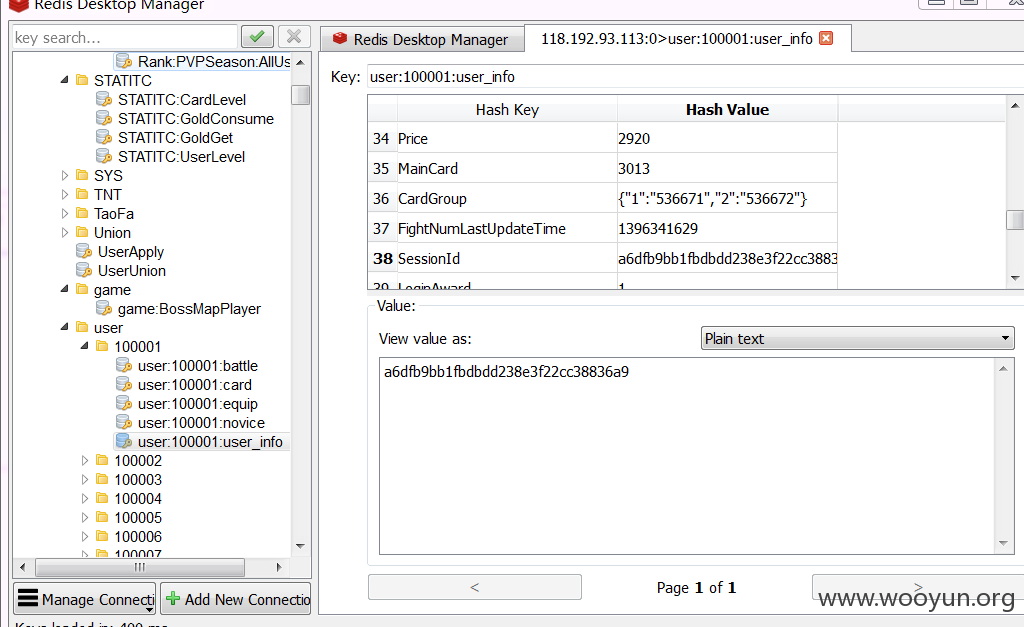 Redis Desktop Manager
key search...
Rank:PVPSeason:AllUs
STATITC
STATITC:CardLevel
STATITC:GoldConsume
STATITC:GoldGet
STATITC:UserLevel
SYS
TNT
TaoFa
Union
UserApply
UserUnion
game
game:BossMapPlayer
user
100001
user:100001:battle
user:100001:card
user:100001:equip
user:100001:novice
user:100001:user_info
100002
100003
100004
100005
100006
100007
Manage Connecti
Add New Connectio
Keys loaded in: 499 ms
Redis Desktop Manager
118.192.93.113:0>user:100001:user_info
Key: user:100001:user_info
Hash Key Hash Value
34 Price 2920
35 MainCard 3013
36 CardGroup {"1":"536671","2":"536672"}
37 FightNumLastUpdateTime 1396341629
38 SessionId a6dfb9bb1fbdbdd238e3f22cc3883
39 LoginAward 1
Value:
View value as: Plain text
a6dfb9bb1fbdbdd238e3f22cc38836a9
< Page 1 of 1 >
www.wooyun.org